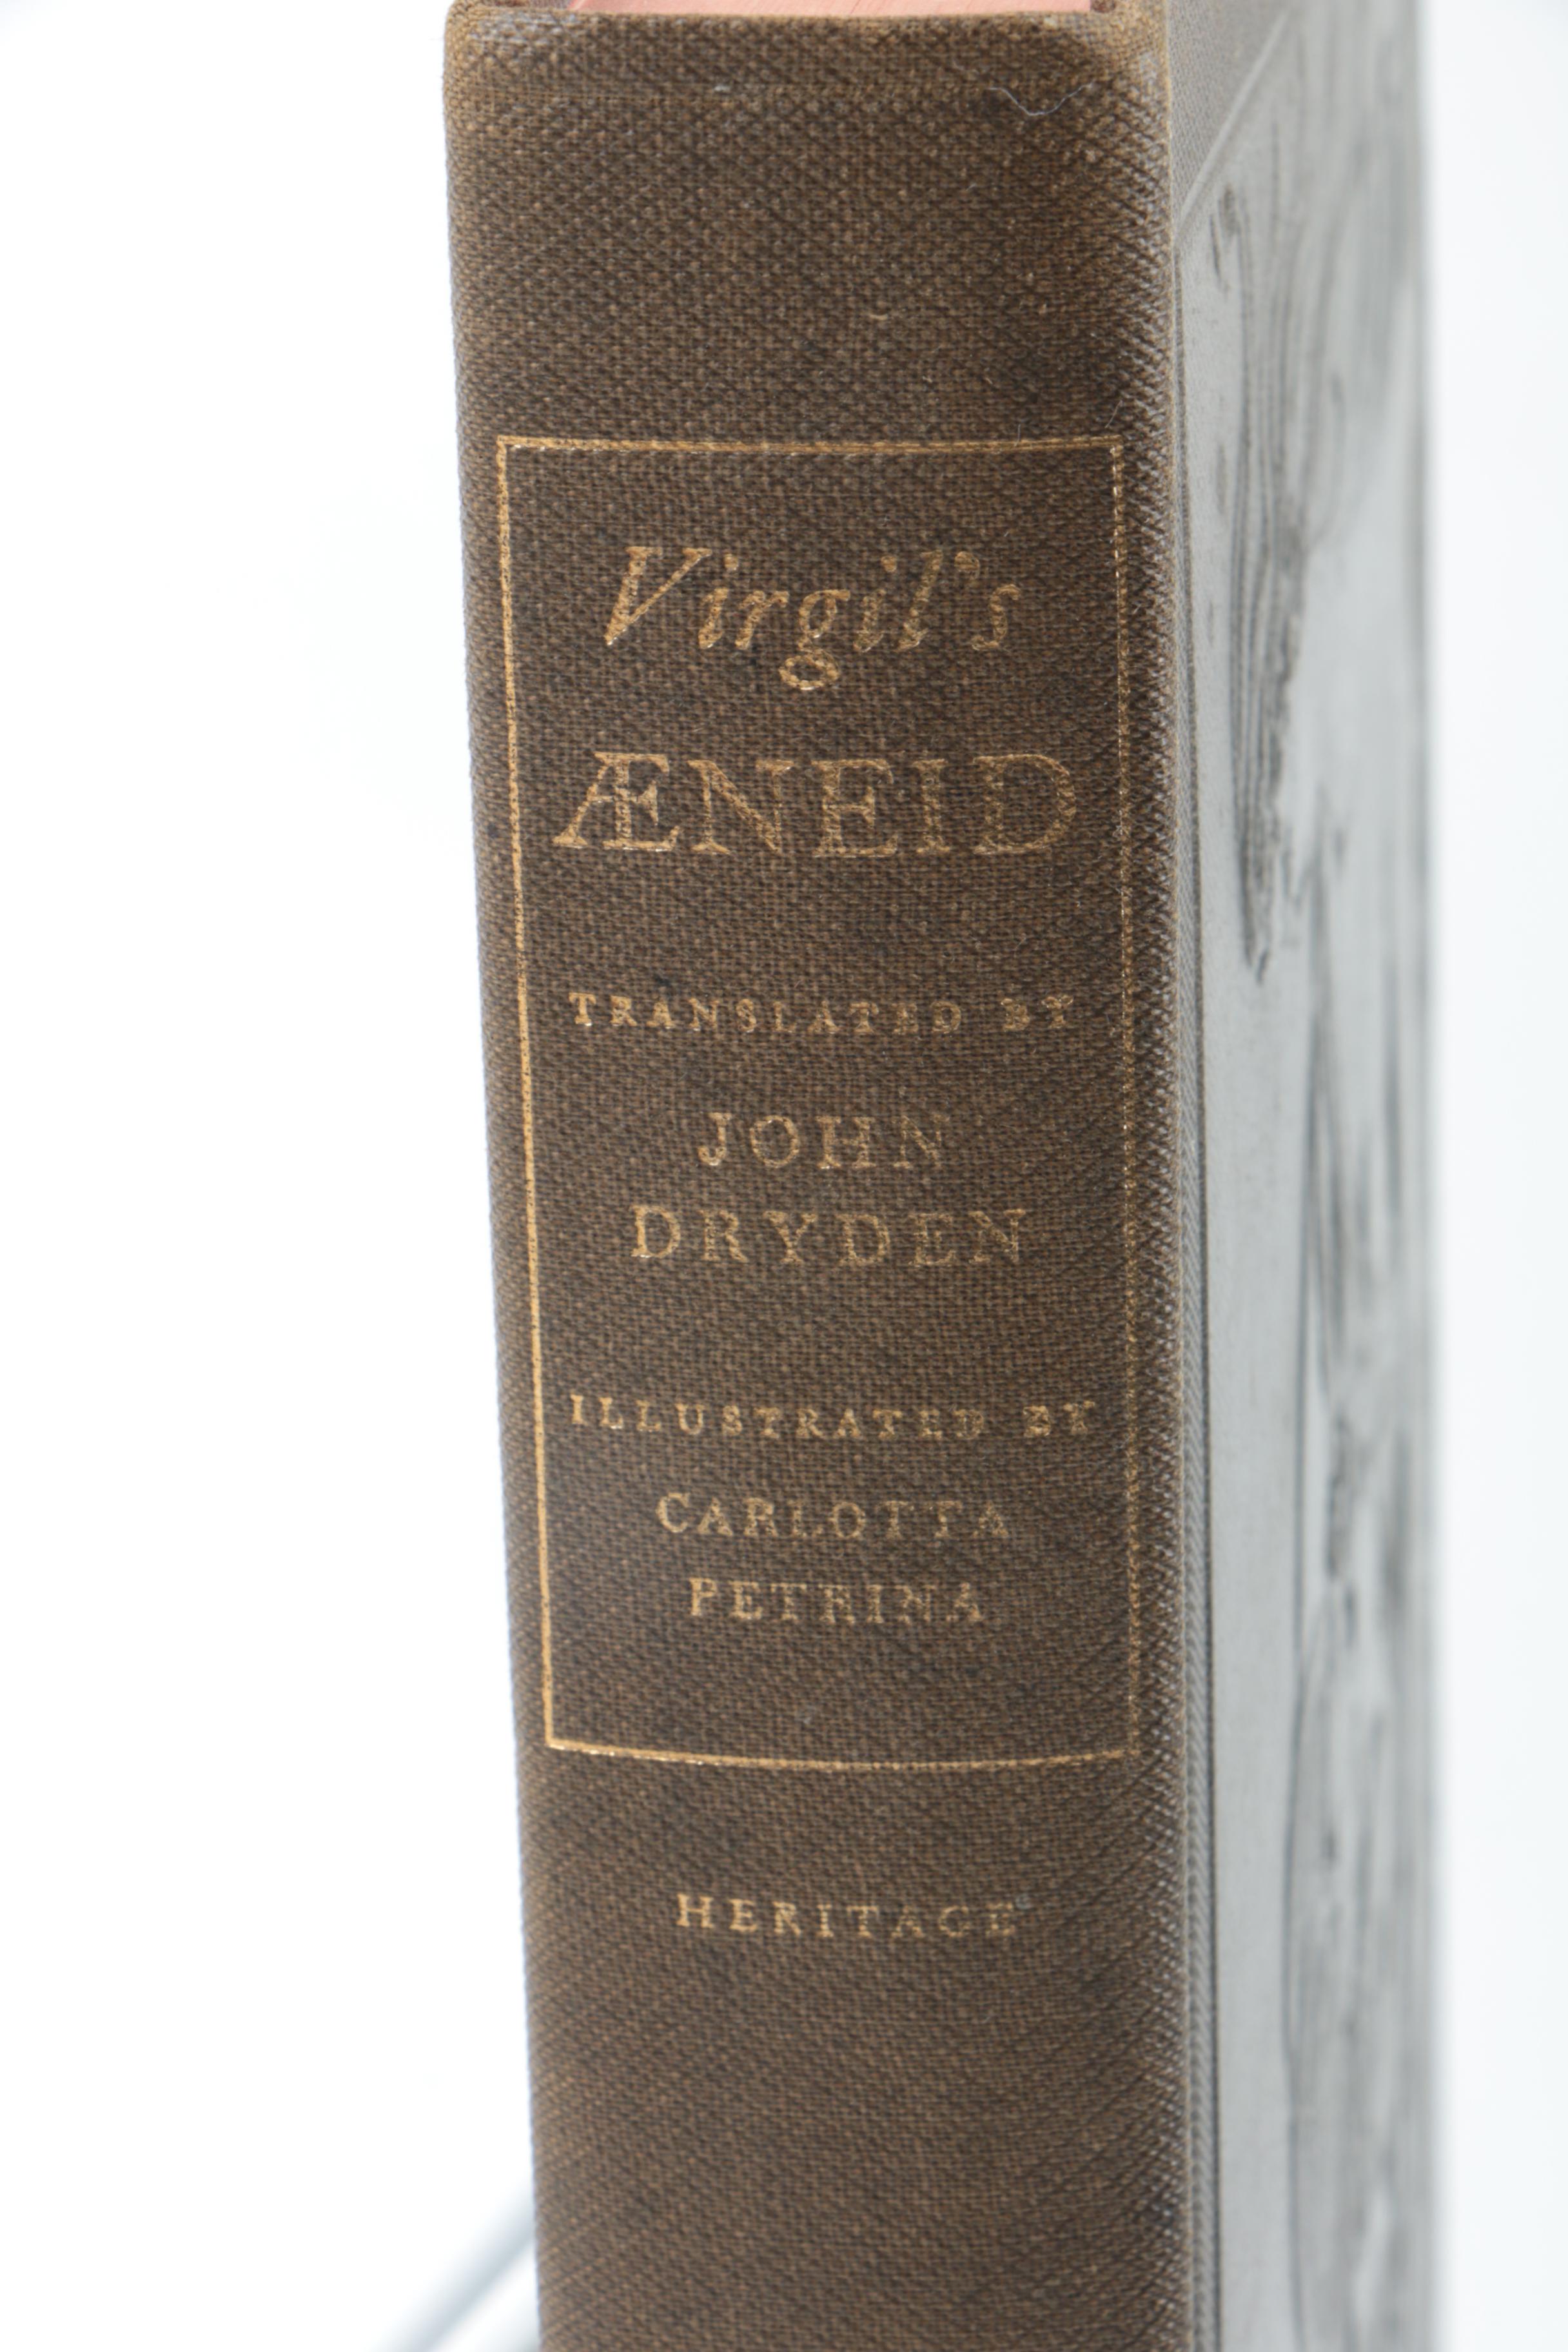 Virgil's
ÆNEID
TRANSLATED BY
JOHN
DRYDEN
ILLUSTRATED BY
CARLOTTA
PETRINA
HERITAGE